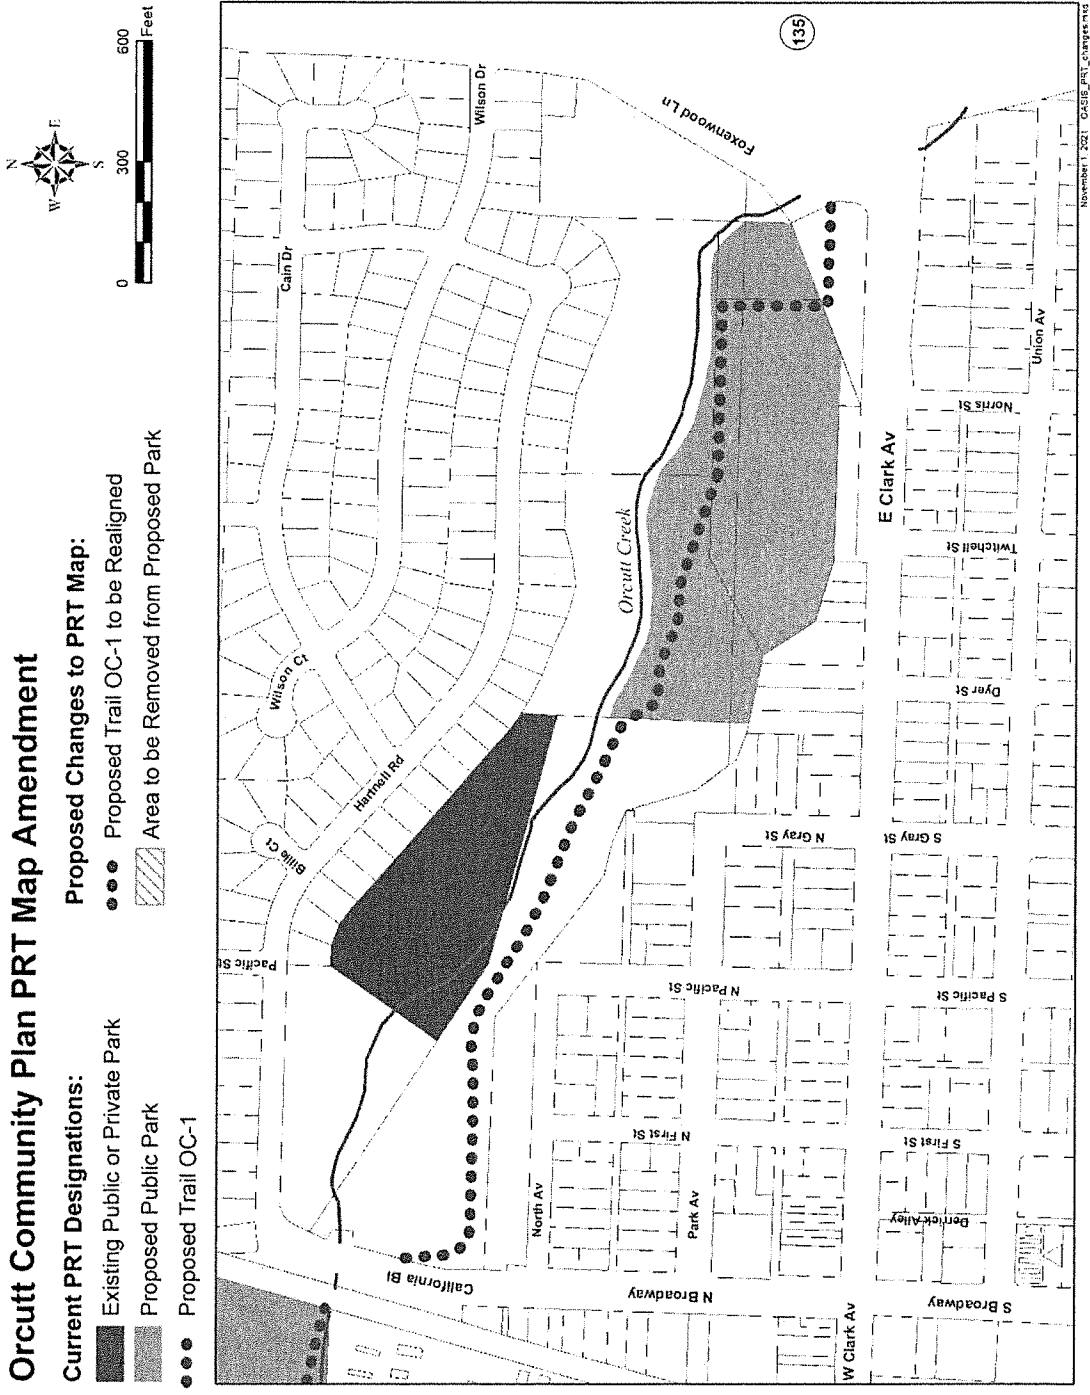 Orcutt Community Plan PRT Map Amendment
Current PRT Designations:
Existing Public or Private Park
Proposed Public Park
Proposed Trail OC-1
Proposed Changes to PRT Map:
Proposed Trail OC-1 to be Realigned
Area to be Removed from Proposed Park
N
W
E
S
0
300
600
Feet
Pacific St
Billie Ct
Wilson Ct
Hartnell Rd
Cain Dr
Wilson Dr
Foxenwood Ln
135
Orcutt Creek
California Bl
North Av
Park Av
N Broadway
N First St
N Pacific St
N Gray St
W Clark Av
E Clark Av
S Broadway
Derrick Alley
S First St
S Pacific St
S Gray St
Dyer St
Twitchell St
Norris St
Union Av
November 1, 2021